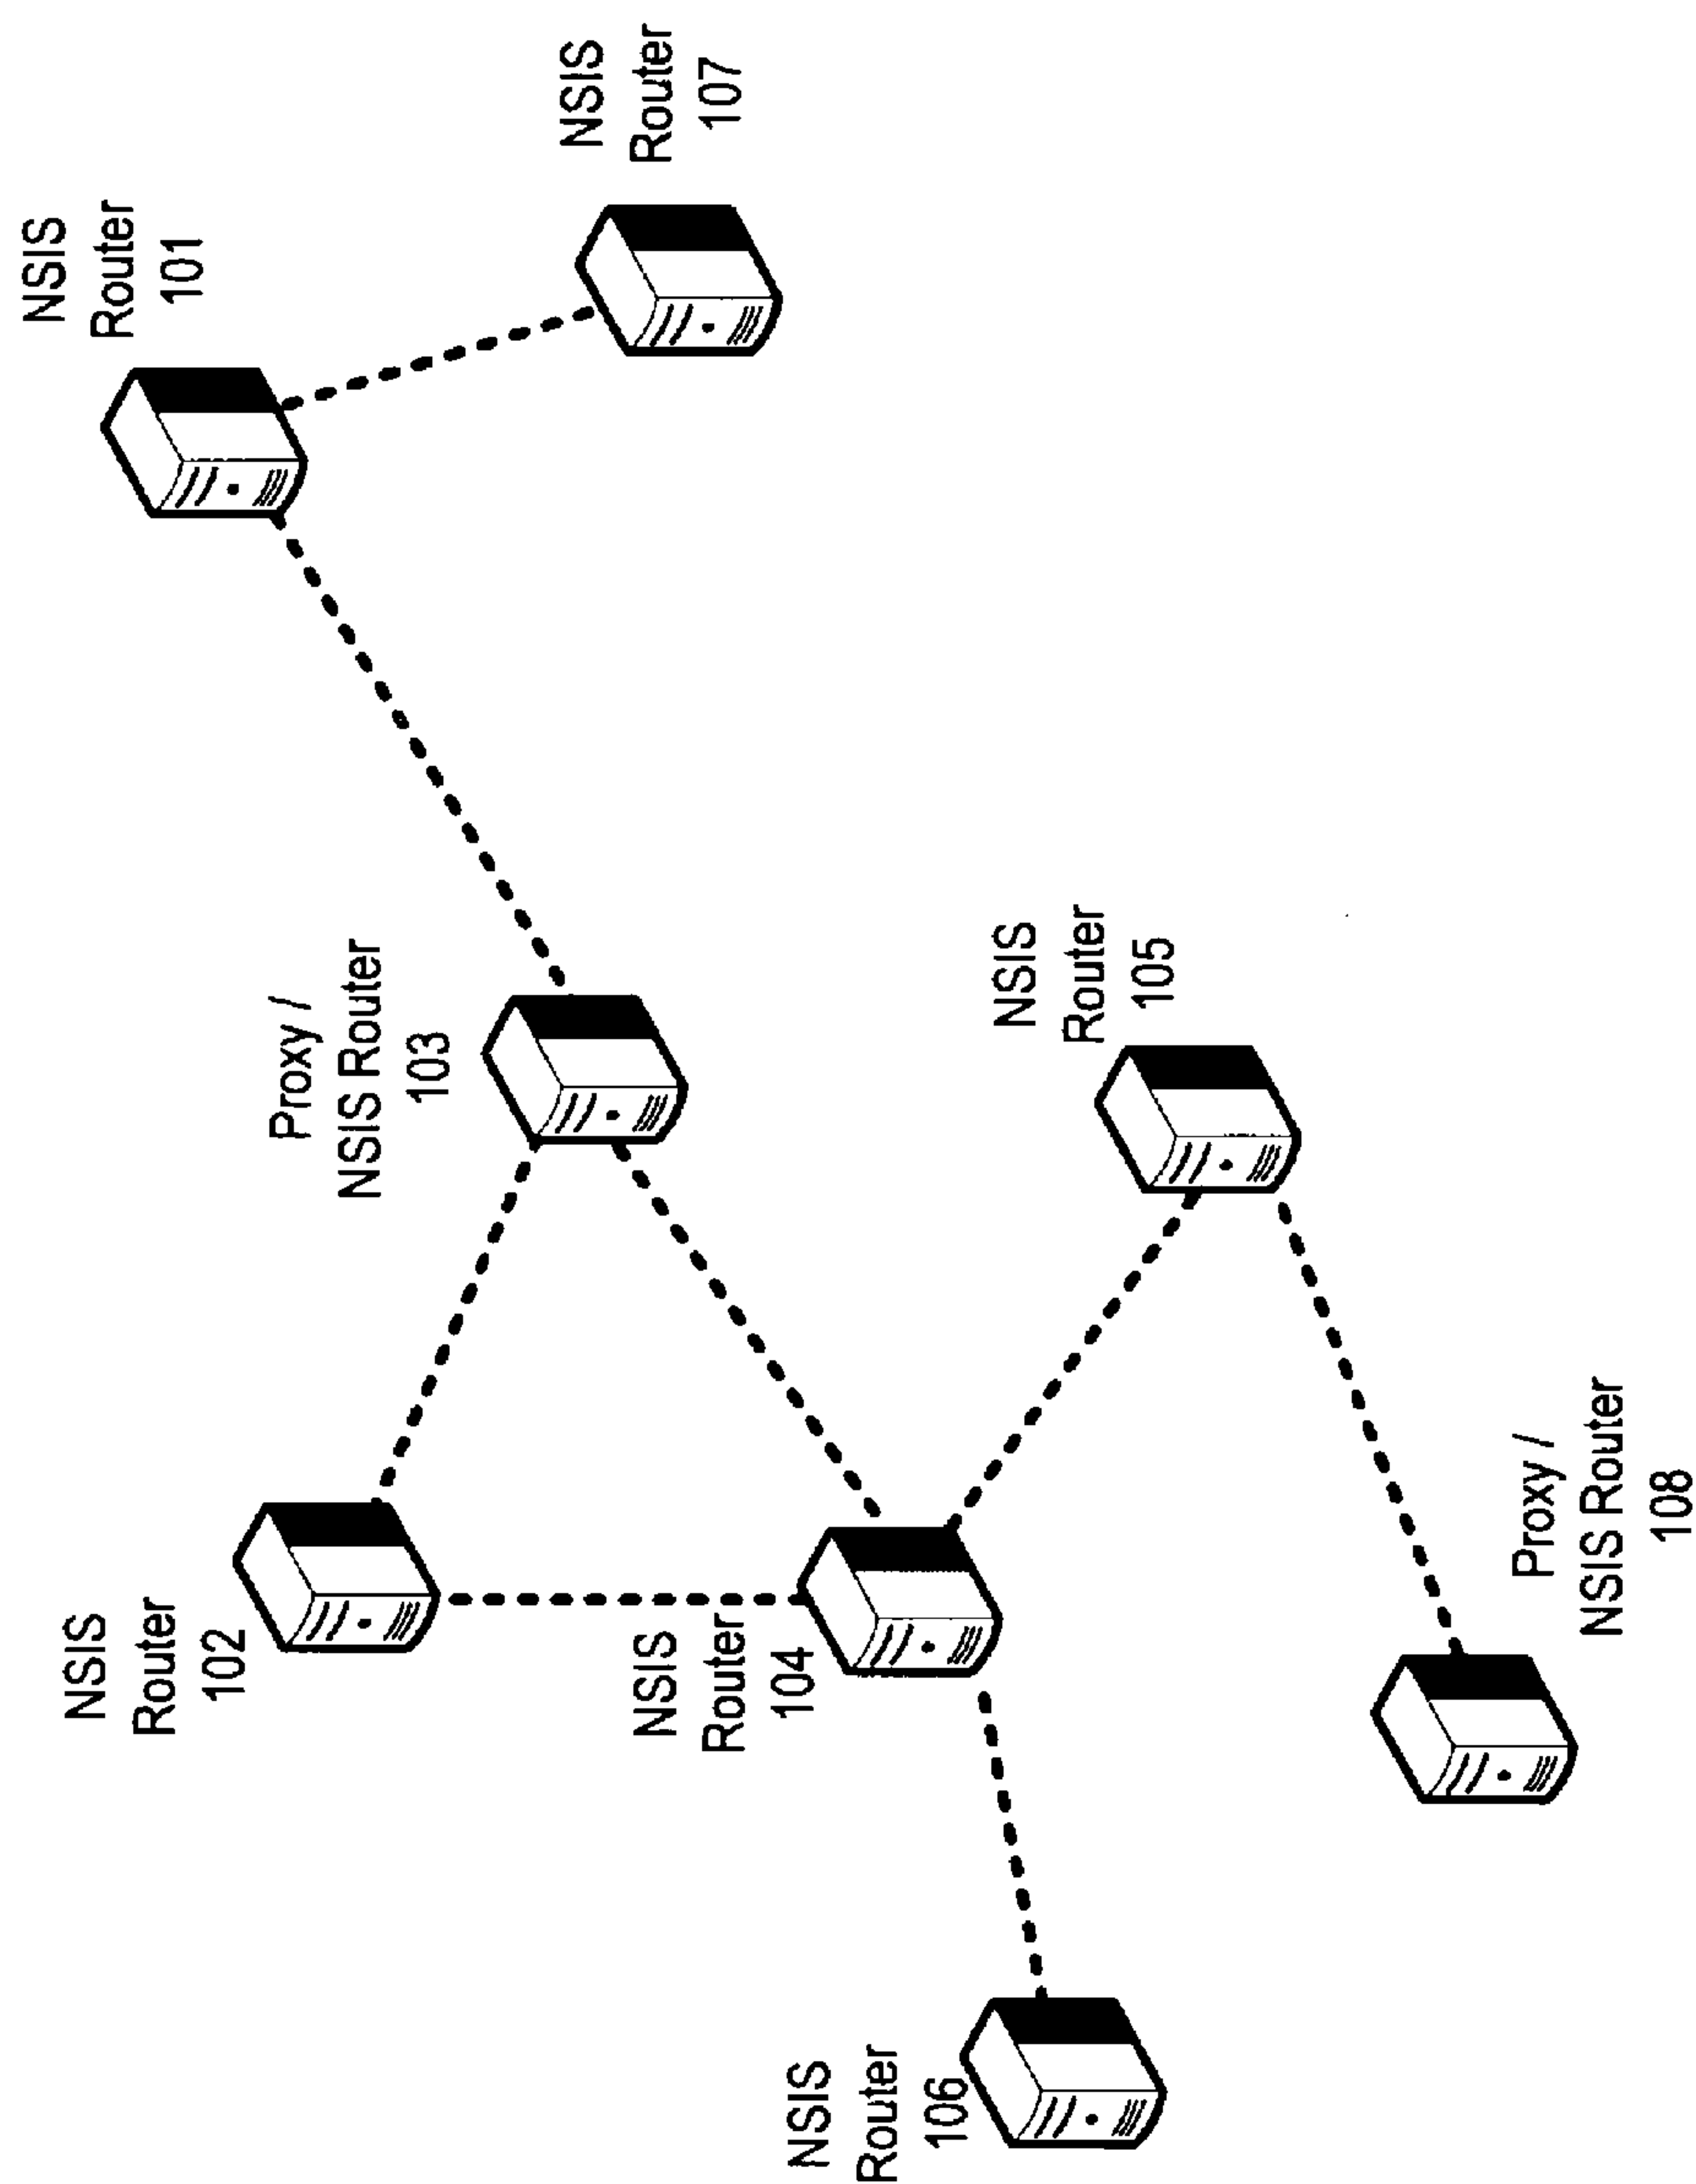 NSIS
Router
106
NSIS
Router
102
NSIS
Router
104
Proxy /
NSIS Router
108
Proxy /
NSIS Router
103
NSIS
Router
105
NSIS
Router
101
NSIS
Router
107